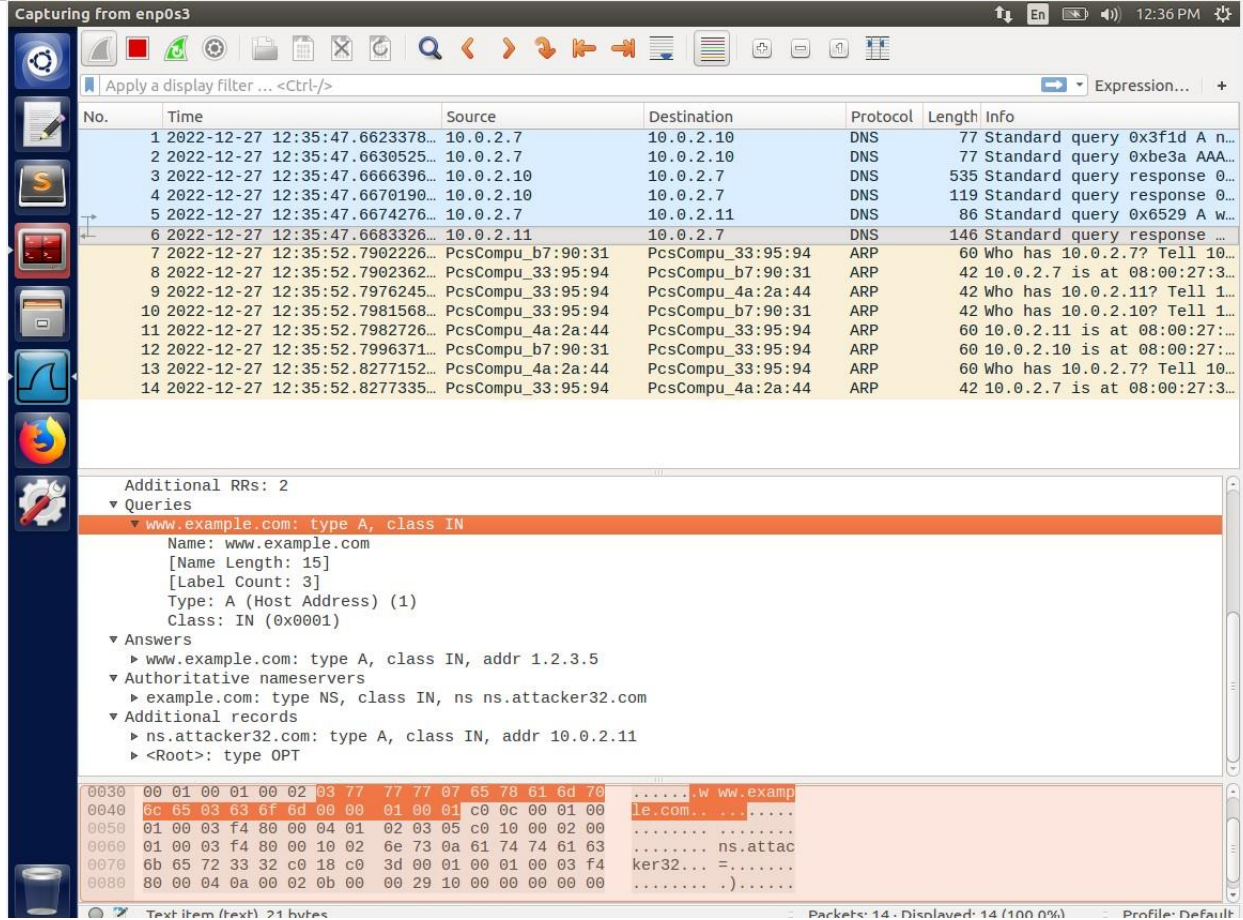 Capturing from enp0s3
En
12:36 PM
Apply a display filter … <Ctrl-/>
Expression…
+
No. Time Source Destination Protocol Length Info
1 2022-12-27 12:35:47.6623378… 10.0.2.7 10.0.2.10 DNS 77 Standard query 0x3f1d A n…
2 2022-12-27 12:35:47.6630525… 10.0.2.7 10.0.2.10 DNS 77 Standard query 0xbe3a AAA…
3 2022-12-27 12:35:47.6666396… 10.0.2.10 10.0.2.7 DNS 535 Standard query response 0…
4 2022-12-27 12:35:47.6670190… 10.0.2.10 10.0.2.7 DNS 119 Standard query response 0…
5 2022-12-27 12:35:47.6674276… 10.0.2.7 10.0.2.11 DNS 86 Standard query 0x6529 A w…
6 2022-12-27 12:35:47.6683326… 10.0.2.11 10.0.2.7 DNS 146 Standard query response …
7 2022-12-27 12:35:52.7902226… PcsCompu_b7:90:31 PcsCompu_33:95:94 ARP 60 Who has 10.0.2.7? Tell 10…
8 2022-12-27 12:35:52.7902362… PcsCompu_33:95:94 PcsCompu_b7:90:31 ARP 42 10.0.2.7 is at 08:00:27:3…
9 2022-12-27 12:35:52.7976245… PcsCompu_33:95:94 PcsCompu_4a:2a:44 ARP 42 Who has 10.0.2.11? Tell 1…
10 2022-12-27 12:35:52.7981568… PcsCompu_33:95:94 PcsCompu_b7:90:31 ARP 42 Who has 10.0.2.10? Tell 1…
11 2022-12-27 12:35:52.7982726… PcsCompu_4a:2a:44 PcsCompu_33:95:94 ARP 60 10.0.2.11 is at 08:00:27:…
12 2022-12-27 12:35:52.7996371… PcsCompu_b7:90:31 PcsCompu_33:95:94 ARP 60 10.0.2.10 is at 08:00:27:…
13 2022-12-27 12:35:52.8277152… PcsCompu_4a:2a:44 PcsCompu_33:95:94 ARP 60 Who has 10.0.2.7? Tell 10…
14 2022-12-27 12:35:52.8277335… PcsCompu_33:95:94 PcsCompu_4a:2a:44 ARP 42 10.0.2.7 is at 08:00:27:3…
Additional RRs: 2
Queries
www.example.com: type A, class IN
Name: www.example.com
[Name Length: 15]
[Label Count: 3]
Type: A (Host Address) (1)
Class: IN (0x0001)
Answers
www.example.com: type A, class IN, addr 1.2.3.5
Authoritative nameservers
example.com: type NS, class IN, ns ns.attacker32.com
Additional records
ns.attacker32.com: type A, class IN, addr 10.0.2.11
<Root>: type OPT
0030 00 01 00 01 00 02 03 77 77 77 07 65 78 61 6d 70 .......w ww.examp
0040 6c 65 03 63 6f 6d 00 00 01 00 01 c0 0c 00 01 00 le.com.. ........
0050 01 00 03 f4 80 00 04 01 02 03 05 c0 10 00 02 00 ........ ........
0060 01 00 03 f4 80 00 10 02 6e 73 0a 61 74 74 61 63 ........ ns.attac
0070 6b 65 72 33 32 c0 18 c0 3d 00 01 00 01 00 03 f4 ker32... =.......
0080 80 00 04 0a 00 02 0b 00 00 29 10 00 00 00 00 00 ........ .)......
Text item (text), 21 bytes
Packets: 14 · Displayed: 14 (100.0%)
Profile: Default